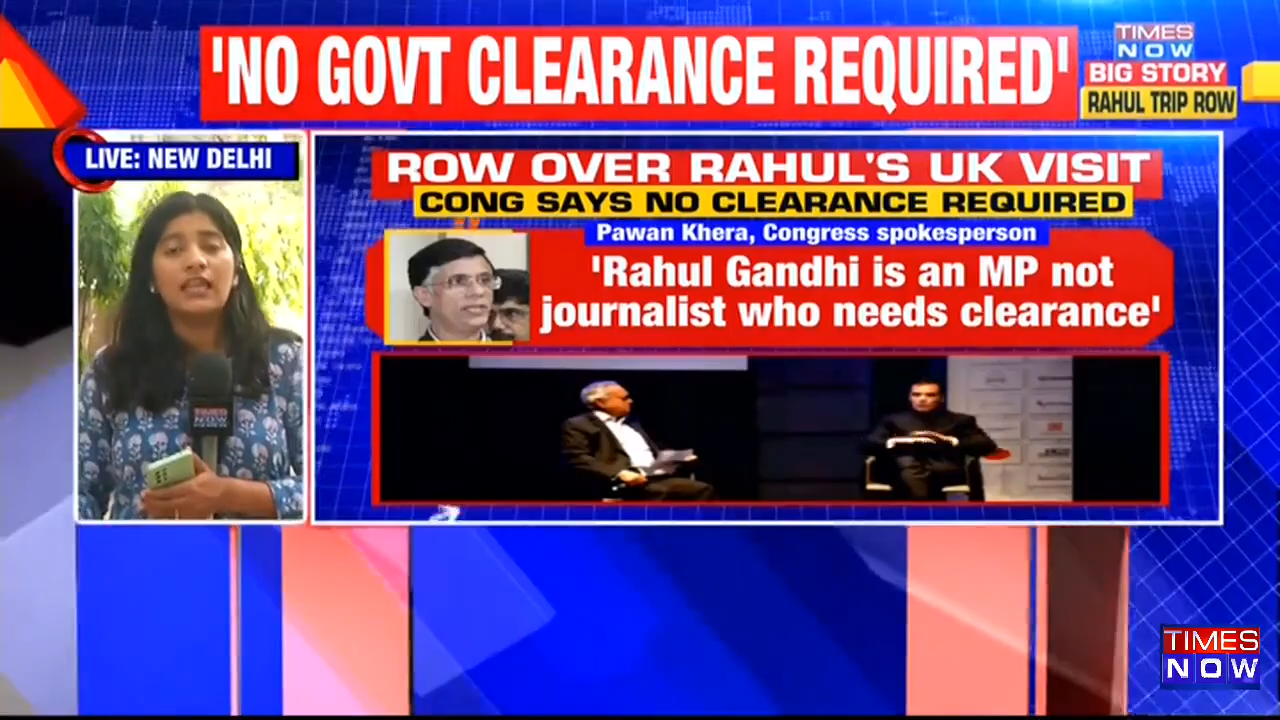 'NO GOVT CLEARANCE REQUIRED'
TIMES
NOW
BIG STORY
RAHUL TRIP ROW
LIVE: NEW DELHI
ROW OVER RAHUL'S UK VISIT
CONG SAYS NO CLEARANCE REQUIRED
Pawan Khera, Congress spokesperson
'Rahul Gandhi is an MP not
journalist who needs clearance'
TIMES
NOW
TIMES
NOW